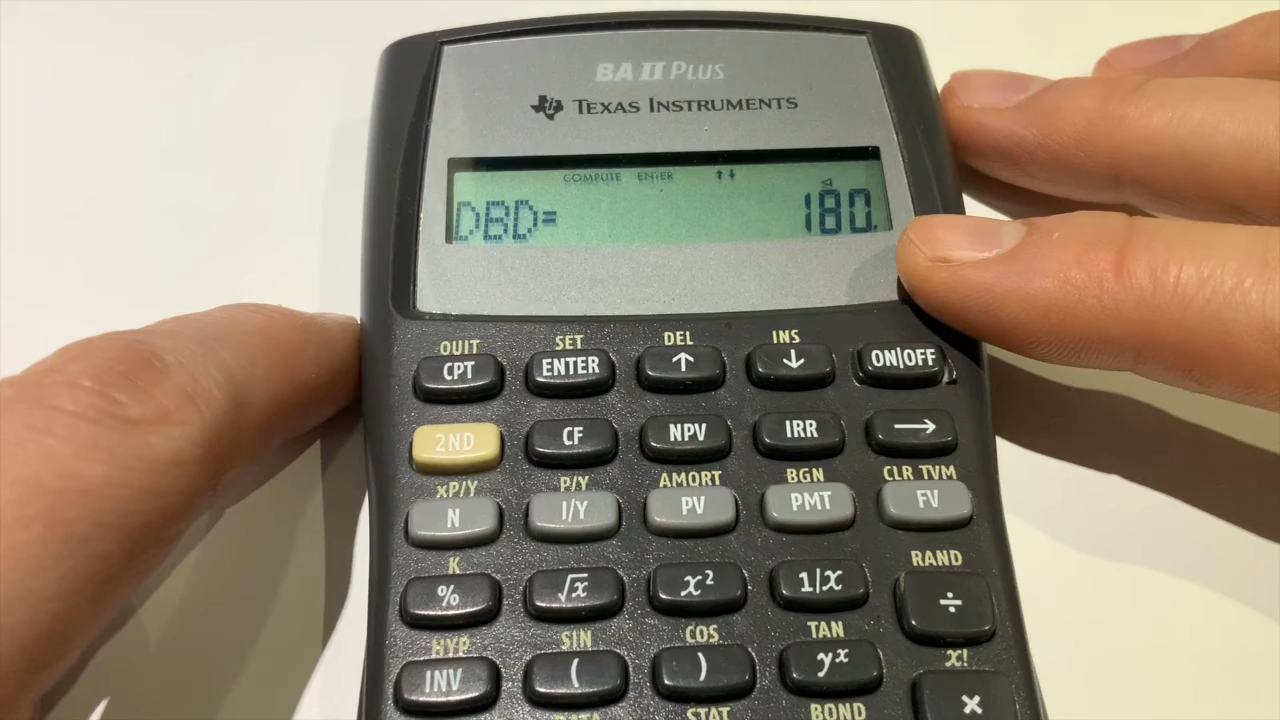 BA II PLUS
TEXAS INSTRUMENTS
COMPUTE ENTER ↑↓
DBD= 180.
QUIT SET DEL INS
CPT ENTER ↑ ↓ ON|OFF
2ND CF NPV IRR →
xP/Y P/Y AMORT BGN CLR TVM
N I/Y PV PMT FV
K RAND
% √x x² 1/x ÷
HYP SIN COS TAN x!
INV ( ) yˣ ×
DATA STAT BOND